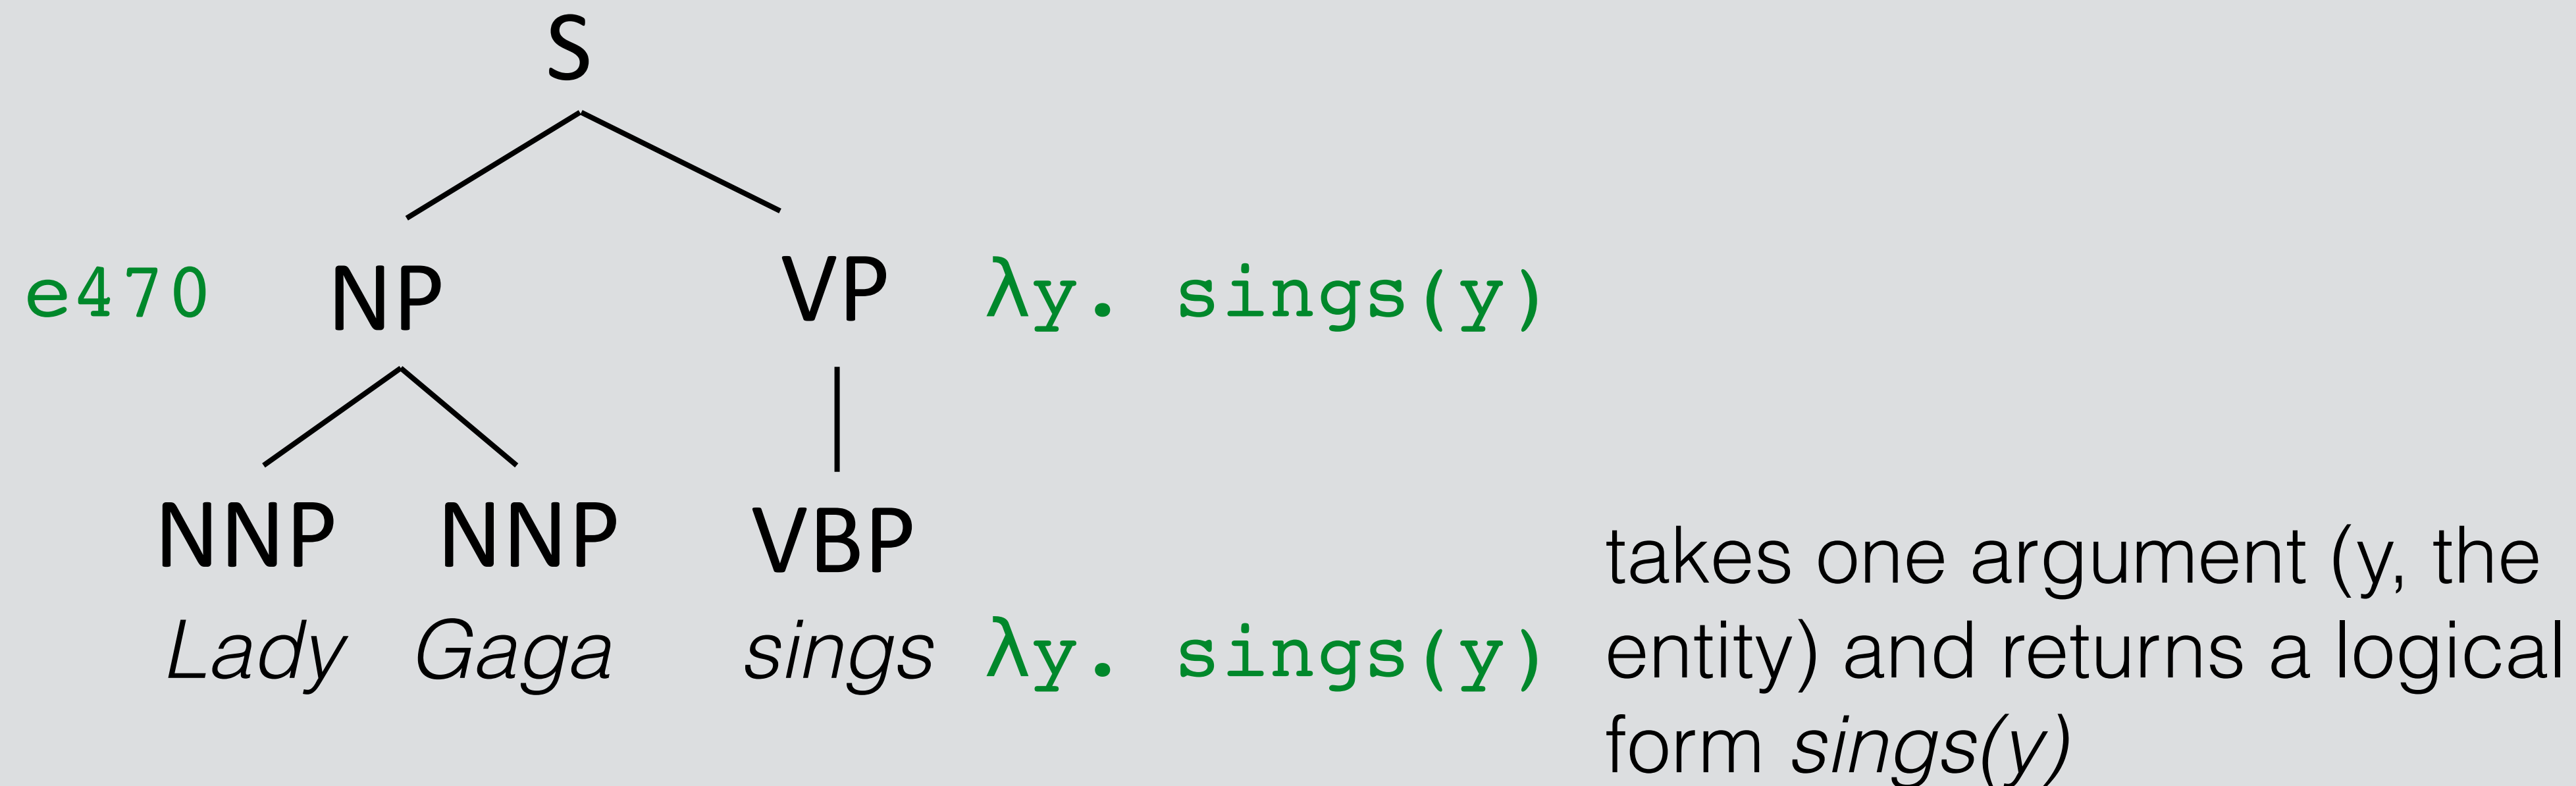 S
e470 NP VP λy. sings(y)
NNP NNP VBP
Lady Gaga sings λy. sings(y)
takes one argument (y, the
entity) and returns a logical
form sings(y)